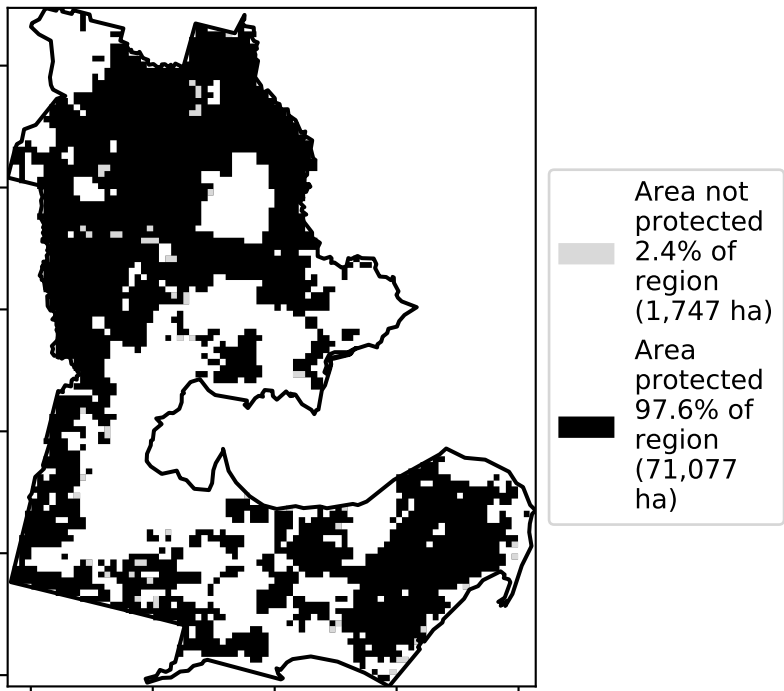 Area not
protected
2.4% of
region
(1,747 ha)
Area
protected
97.6% of
region
(71,077
ha)